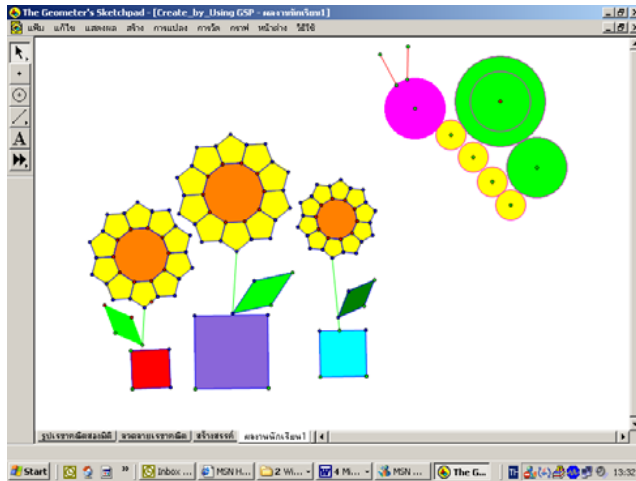 The Geometer's Sketchpad - [Create_by_Using GSP - ผลงานนักเรียน1]
แฟ้ม แก้ไข แสดงผล สร้าง การแปลง การวัด กราฟ หน้าต่าง วิธีใช้
A
รูปเรขาคณิตสองมิติ ลวดลายเรขาคณิต สร้างสรรค์ ผลงานนักเรียน1
Start » Inbox ... MSN H... 2 Wi... 4 Mi... MSN ... The G... 13:32